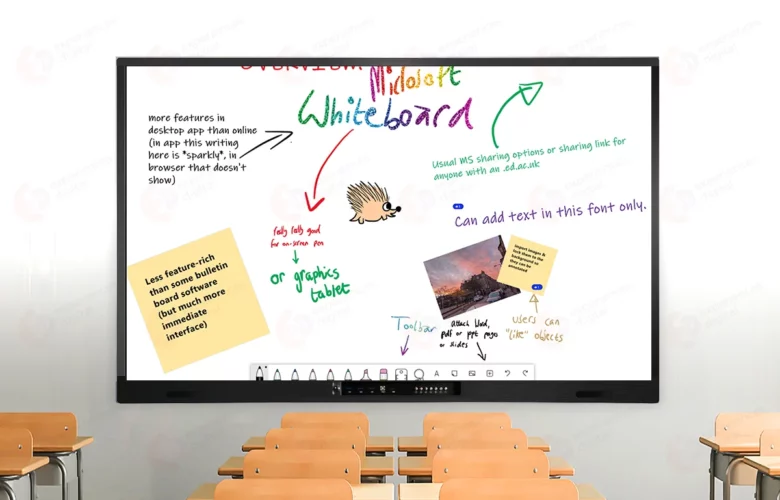 OVERVIEW
Microsoft
Whiteboard
more features in
desktop app than online
(in app this writing
here is *sparkly*, in
browser that doesn't
show)
Usual MS sharing options or sharing link for
anyone with an .ed.ac.uk
Can add text in this font only.
really really good
for on-screen pen
or graphics
tablet
Less feature-rich
than some bulletin
board software
(but much more
immediate
interface)
Import images &
lock them to the
background so
they can be
annotated
Toolbar
attach
pdf or ppt pages
or slides
users can
"like" objects
A